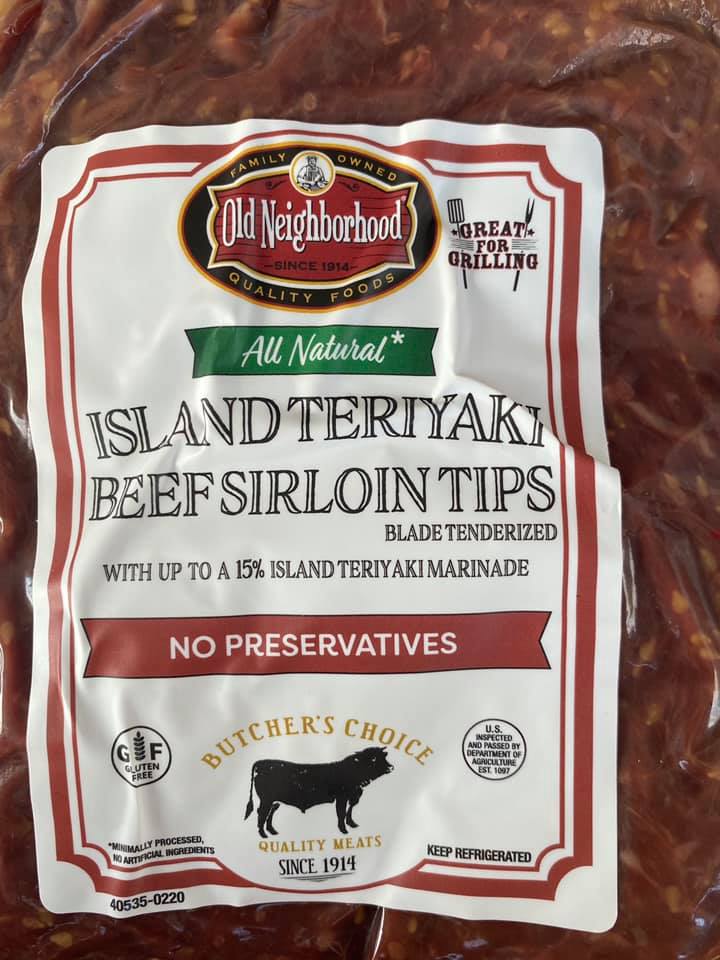 FAMILY OWNED
Old Neighborhood
SINCE 1914
QUALITY FOODS
GREAT
FOR
GRILLING
All Natural*
ISLAND TERIYAKI
BEEF SIRLOIN TIPS
BLADE TENDERIZED
WITH UP TO A 15% ISLAND TERIYAKI MARINADE
NO PRESERVATIVES
G F
GLUTEN
FREE
BUTCHER'S CHOICE
QUALITY MEATS
SINCE 1914
U.S.
INSPECTED
AND PASSED BY
DEPARTMENT OF
AGRICULTURE
EST. 1097
*MINIMALLY PROCESSED,
NO ARTIFICIAL INGREDIENTS
KEEP REFRIGERATED
40535-0220